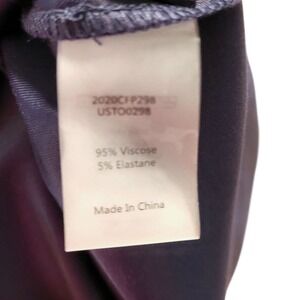 2020CFP298
USTO0298
95% Viscose
5% Elastane
Made In China